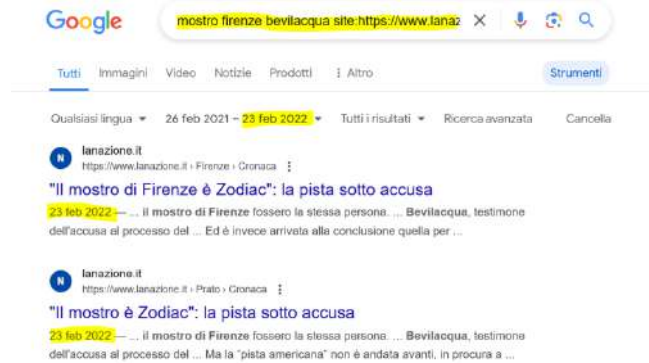 Google
mostro firenze bevilacqua site:https://www.lanaz
Tutti Immagini Video Notizie Prodotti Altro Strumenti
Qualsiasi lingua 26 feb 2021 – 23 feb 2022 Tutti i risultati Ricerca avanzata Cancella
N lanazione.it
https://www.lanazione.it › Firenze › Cronaca
"Il mostro di Firenze è Zodiac": la pista sotto accusa
23 feb 2022 — ... il mostro di Firenze fossero la stessa persona. ... Bevilacqua, testimone
dell'accusa al processo del ... Ed è invece arrivata alla conclusione quella per ...
N lanazione.it
https://www.lanazione.it › Prato › Cronaca
"Il mostro è Zodiac": la pista sotto accusa
23 feb 2022 — ... il mostro di Firenze fossero la stessa persona. ... Bevilacqua, testimone
dell'accusa al processo del ... Ma la "pista americana" non è andata avanti, in procura a ...